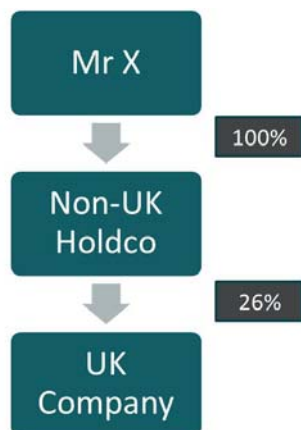 Mr X
100%
Non-UK
Holdco
26%
UK
Company